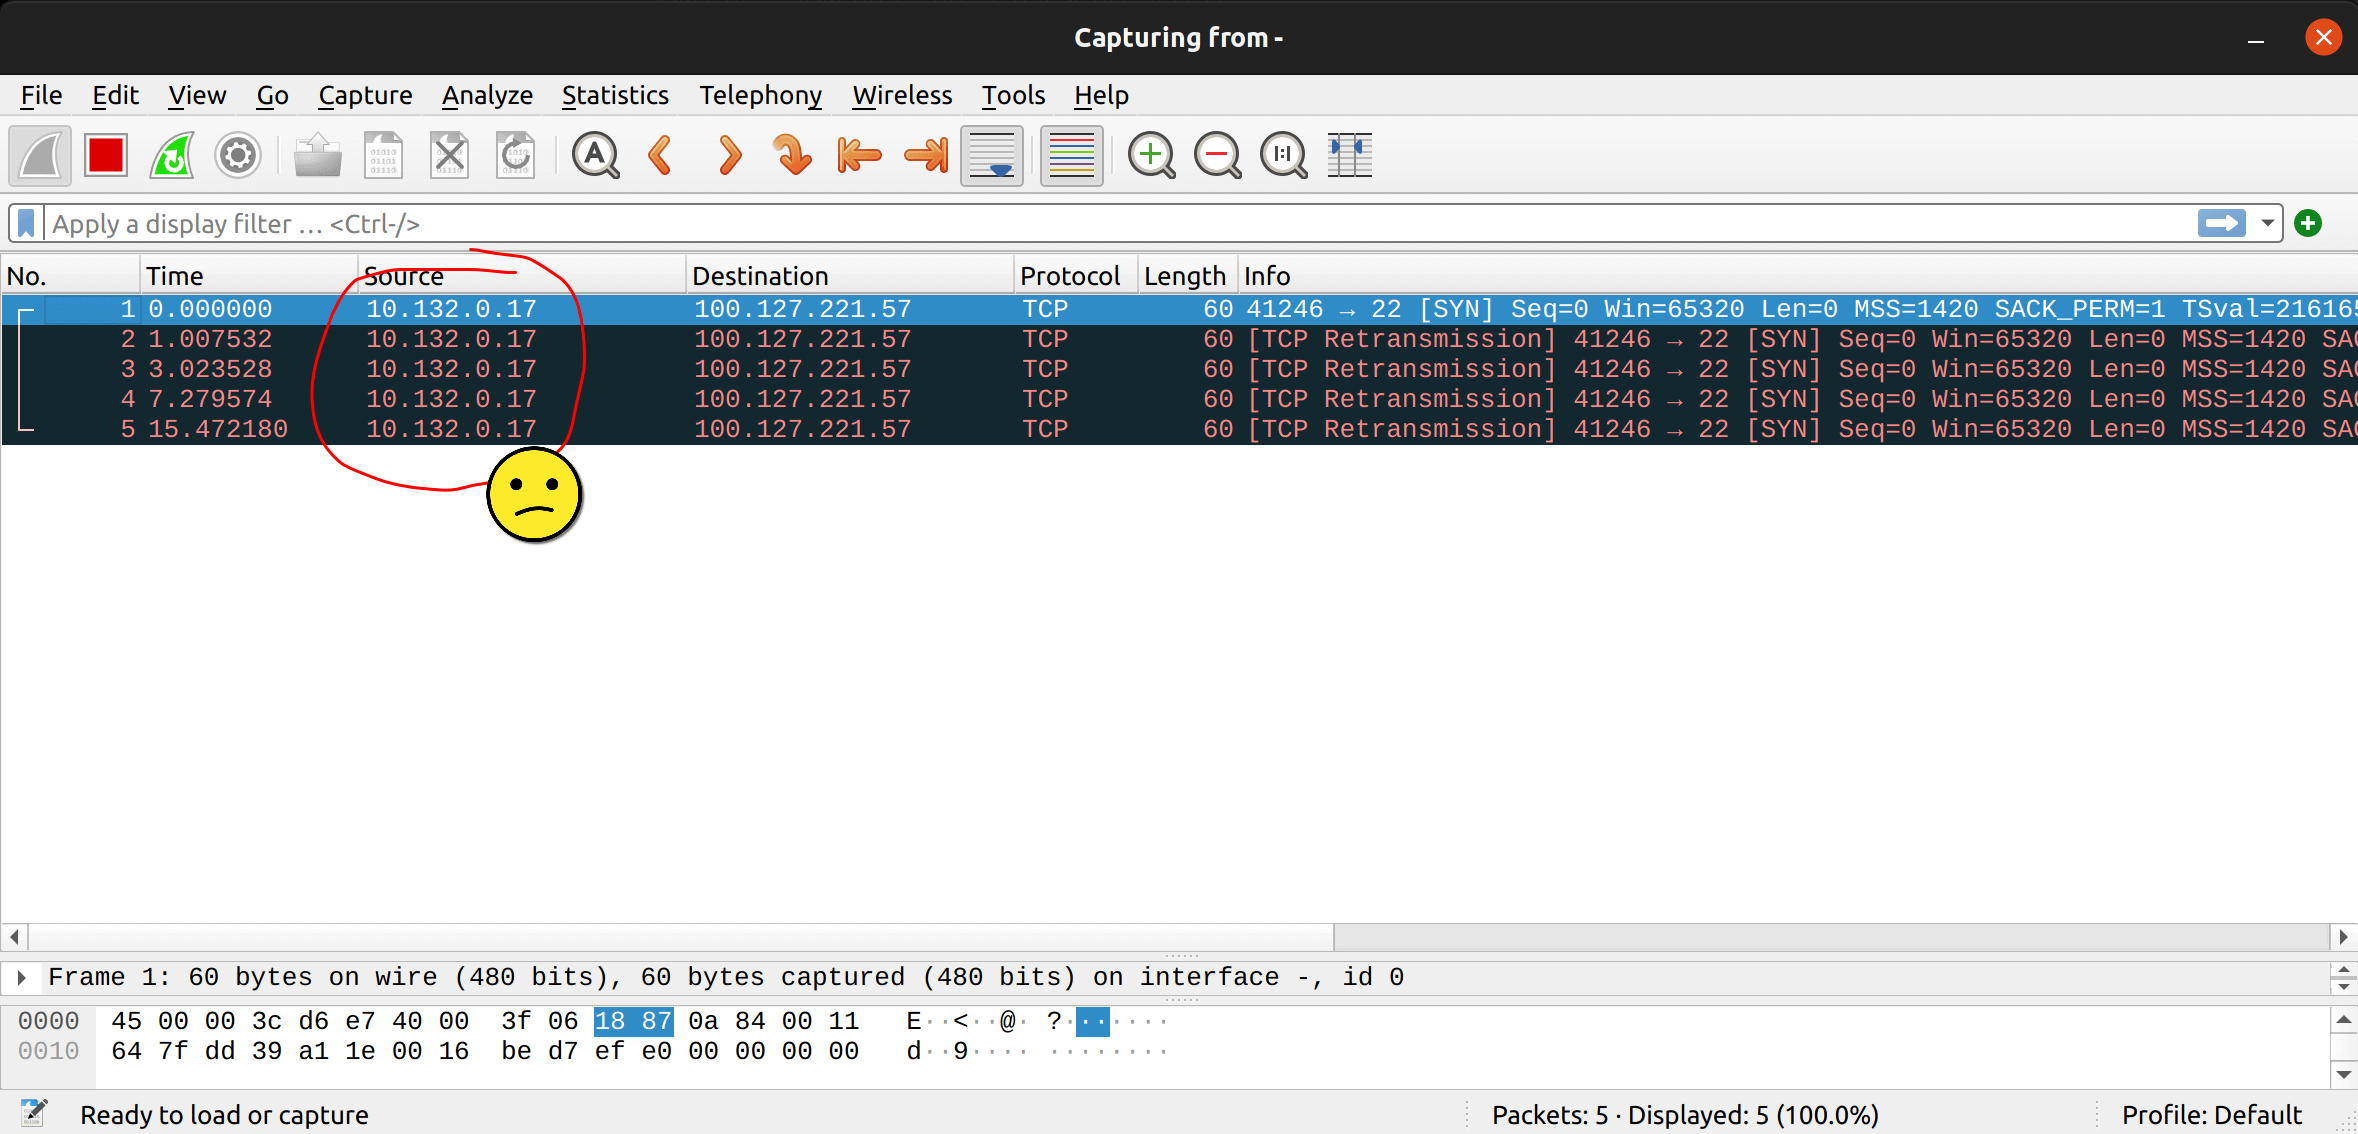 Capturing from -
File Edit View Go Capture Analyze Statistics Telephony Wireless Tools Help
Apply a display filter … <Ctrl-/>
No. Time Source Destination Protocol Length Info
1 0.000000 10.132.0.17 100.127.221.57 TCP 60 41246 → 22 [SYN] Seq=0 Win=65320 Len=0 MSS=1420 SACK_PERM=1 TSval=216165
2 1.007532 10.132.0.17 100.127.221.57 TCP 60 [TCP Retransmission] 41246 → 22 [SYN] Seq=0 Win=65320 Len=0 MSS=1420 SAC
3 3.023528 10.132.0.17 100.127.221.57 TCP 60 [TCP Retransmission] 41246 → 22 [SYN] Seq=0 Win=65320 Len=0 MSS=1420 SAC
4 7.279574 10.132.0.17 100.127.221.57 TCP 60 [TCP Retransmission] 41246 → 22 [SYN] Seq=0 Win=65320 Len=0 MSS=1420 SAC
5 15.472180 10.132.0.17 100.127.221.57 TCP 60 [TCP Retransmission] 41246 → 22 [SYN] Seq=0 Win=65320 Len=0 MSS=1420 SAC
Frame 1: 60 bytes on wire (480 bits), 60 bytes captured (480 bits) on interface -, id 0
0000 45 00 00 3c d6 e7 40 00 3f 06 18 87 0a 84 00 11 E··<··@· ?·······
0010 64 7f dd 39 a1 1e 00 16 be d7 ef e0 00 00 00 00 d··9···· ········
Ready to load or capture
Packets: 5 · Displayed: 5 (100.0%)
Profile: Default